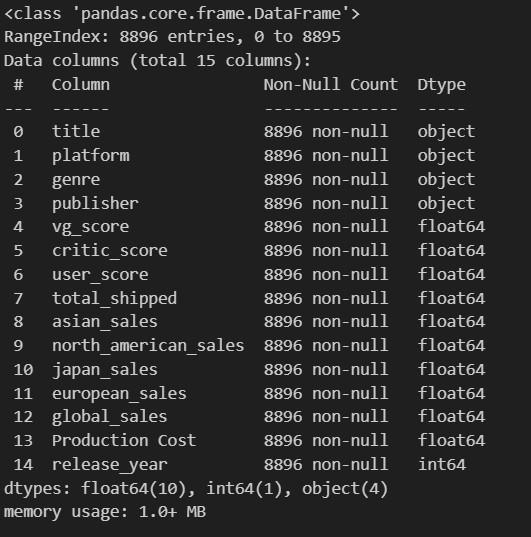 <class 'pandas.core.frame.DataFrame'>
RangeIndex: 8896 entries, 0 to 8895
Data columns (total 15 columns):
 #   Column                Non-Null Count  Dtype
---  ------                --------------  -----
 0   title                 8896 non-null   object
 1   platform              8896 non-null   object
 2   genre                 8896 non-null   object
 3   publisher             8896 non-null   object
 4   vg_score              8896 non-null   float64
 5   critic_score          8896 non-null   float64
 6   user_score            8896 non-null   float64
 7   total_shipped         8896 non-null   float64
 8   asian_sales           8896 non-null   float64
 9   north_american_sales  8896 non-null   float64
 10  japan_sales           8896 non-null   float64
 11  european_sales        8896 non-null   float64
 12  global_sales          8896 non-null   float64
 13  Production Cost       8896 non-null   float64
 14  release_year          8896 non-null   int64
dtypes: float64(10), int64(1), object(4)
memory usage: 1.0+ MB